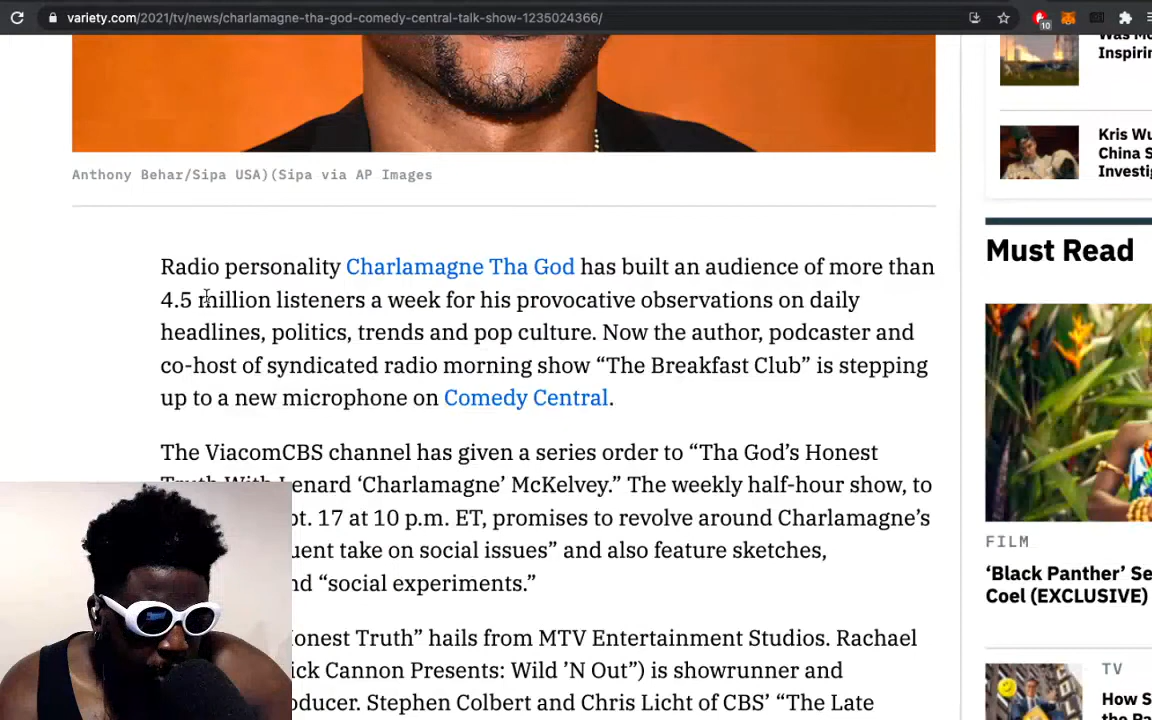 variety.com/2021/tv/news/charlamagne-tha-god-comedy-central-talk-show-1235024366/
10
Inspirin
Kris Wu
China S
Investig
Anthony Behar/Sipa USA)(Sipa via AP Images
Must Read
Radio personality Charlamagne Tha God has built an audience of more than
4.5 million listeners a week for his provocative observations on daily
headlines, politics, trends and pop culture. Now the author, podcaster and
co-host of syndicated radio morning show “The Breakfast Club” is stepping
up to a new microphone on Comedy Central.
The ViacomCBS channel has given a series order to “Tha God’s Honest
Truth With Lenard ‘Charlamagne’ McKelvey.” The weekly half-hour show, to
pt. 17 at 10 p.m. ET, promises to revolve around Charlamagne’s
uent take on social issues” and also feature sketches,
nd “social experiments.”
onest Truth” hails from MTV Entertainment Studios. Rachael
ick Cannon Presents: Wild ’N Out”) is showrunner and
oducer. Stephen Colbert and Chris Licht of CBS’ “The Late
FILM
‘Black Panther’ Se
Coel (EXCLUSIVE)
TV
How S
the Pa